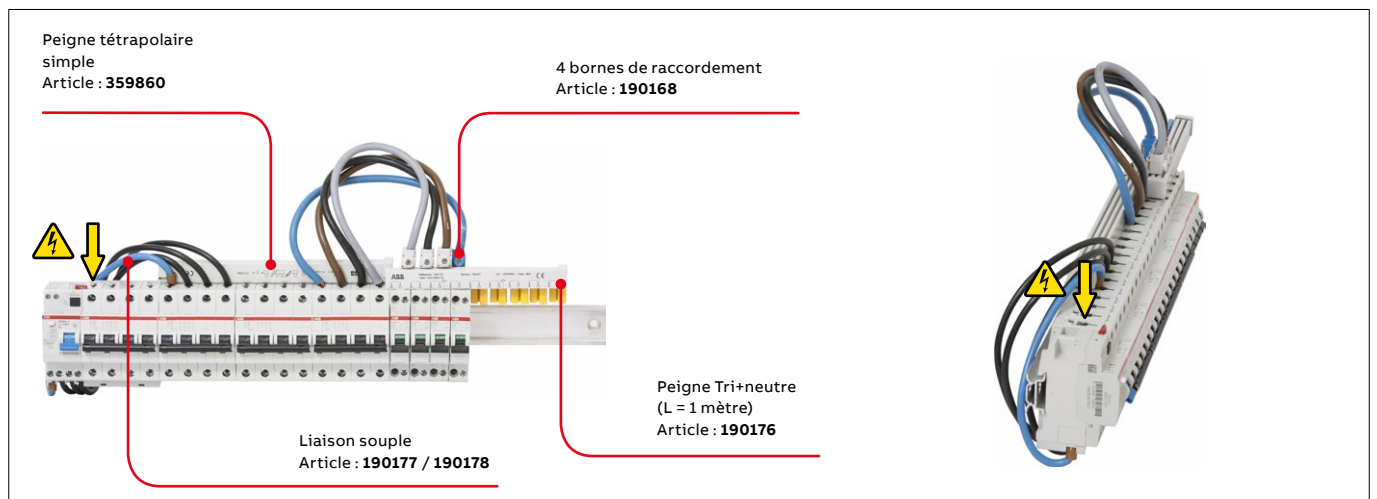 Peigne tétrapolaire
simple
Article : 359860
4 bornes de raccordement
Article : 190168
ABB
Peigne Tri+neutre
(L = 1 mètre)
Article : 190176
Liaison souple
Article : 190177 / 190178